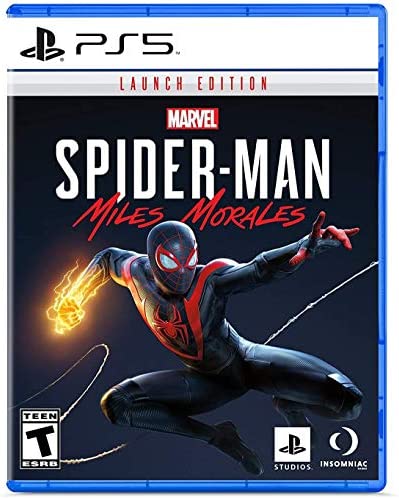 PS5
LAUNCH EDITION
MARVEL
SPIDER-MAN
MILES MORALES
TEEN
T
ESRB
STUDIOS
INSOMNIAC